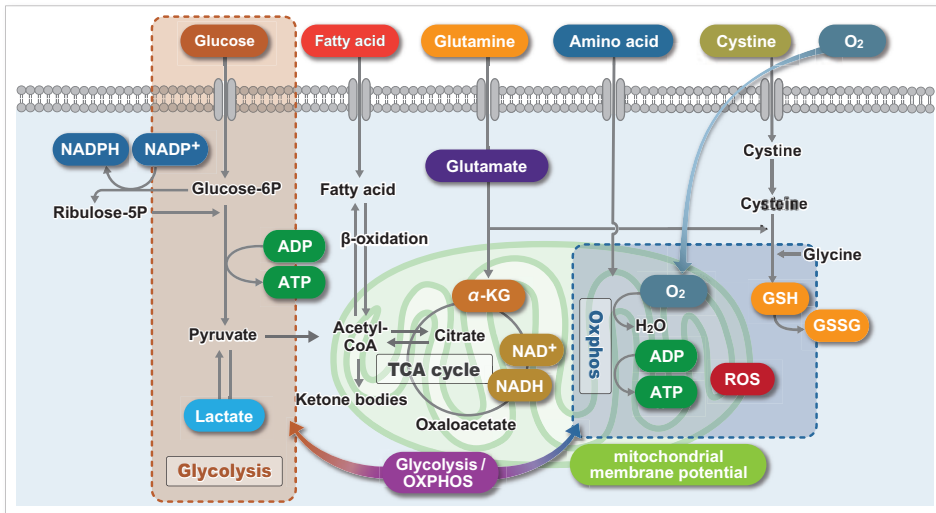 Glucose
Fatty acid
Glutamine
Amino acid
Cystine
O₂
NADPH
NADP⁺
Glutamate
Cystine
Glucose-6P
Fatty acid
Ribulose-5P
Cysteine
β-oxidation
ADP
ATP
Glycine
α-KG
O₂
GSH
GSSG
Oxphos
H₂O
Pyruvate
Acetyl-
CoA
Citrate
NAD⁺
ADP
TCA cycle
NADH
ROS
ATP
Ketone bodies
Lactate
Oxaloacetate
Glycolysis
Glycolysis /
OXPHOS
mitochondrial
membrane potential